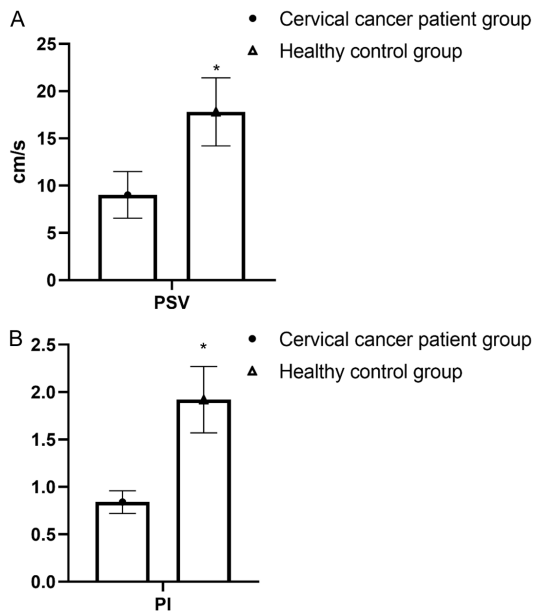 A
Cervical cancer patient group
Healthy control group
25
20
15
10
5
0
cm/s
*
PSV
B
Cervical cancer patient group
Healthy control group
2.5
2.0
1.5
1.0
0.5
0.0
*
PI